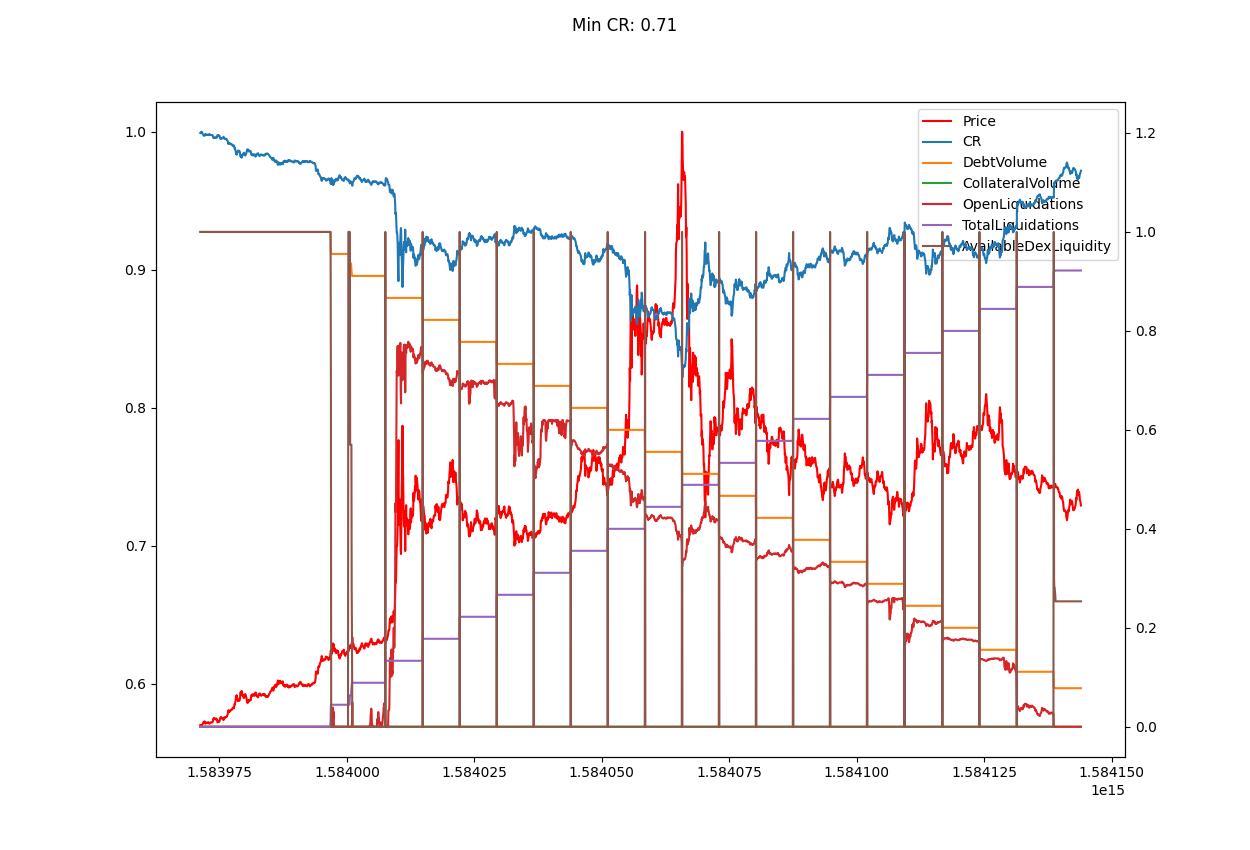 Min CR: 0.71
1.0
0.9
0.8
0.7
0.6
1.2
1.0
0.8
0.6
0.4
0.2
0.0
Price
CR
DebtVolume
CollateralVolume
OpenLiquidations
TotalLiquidations
AvailableDexLiquidity
1.583975
1.584000
1.584025
1.584050
1.584075
1.584100
1.584125
1.584150
1e15